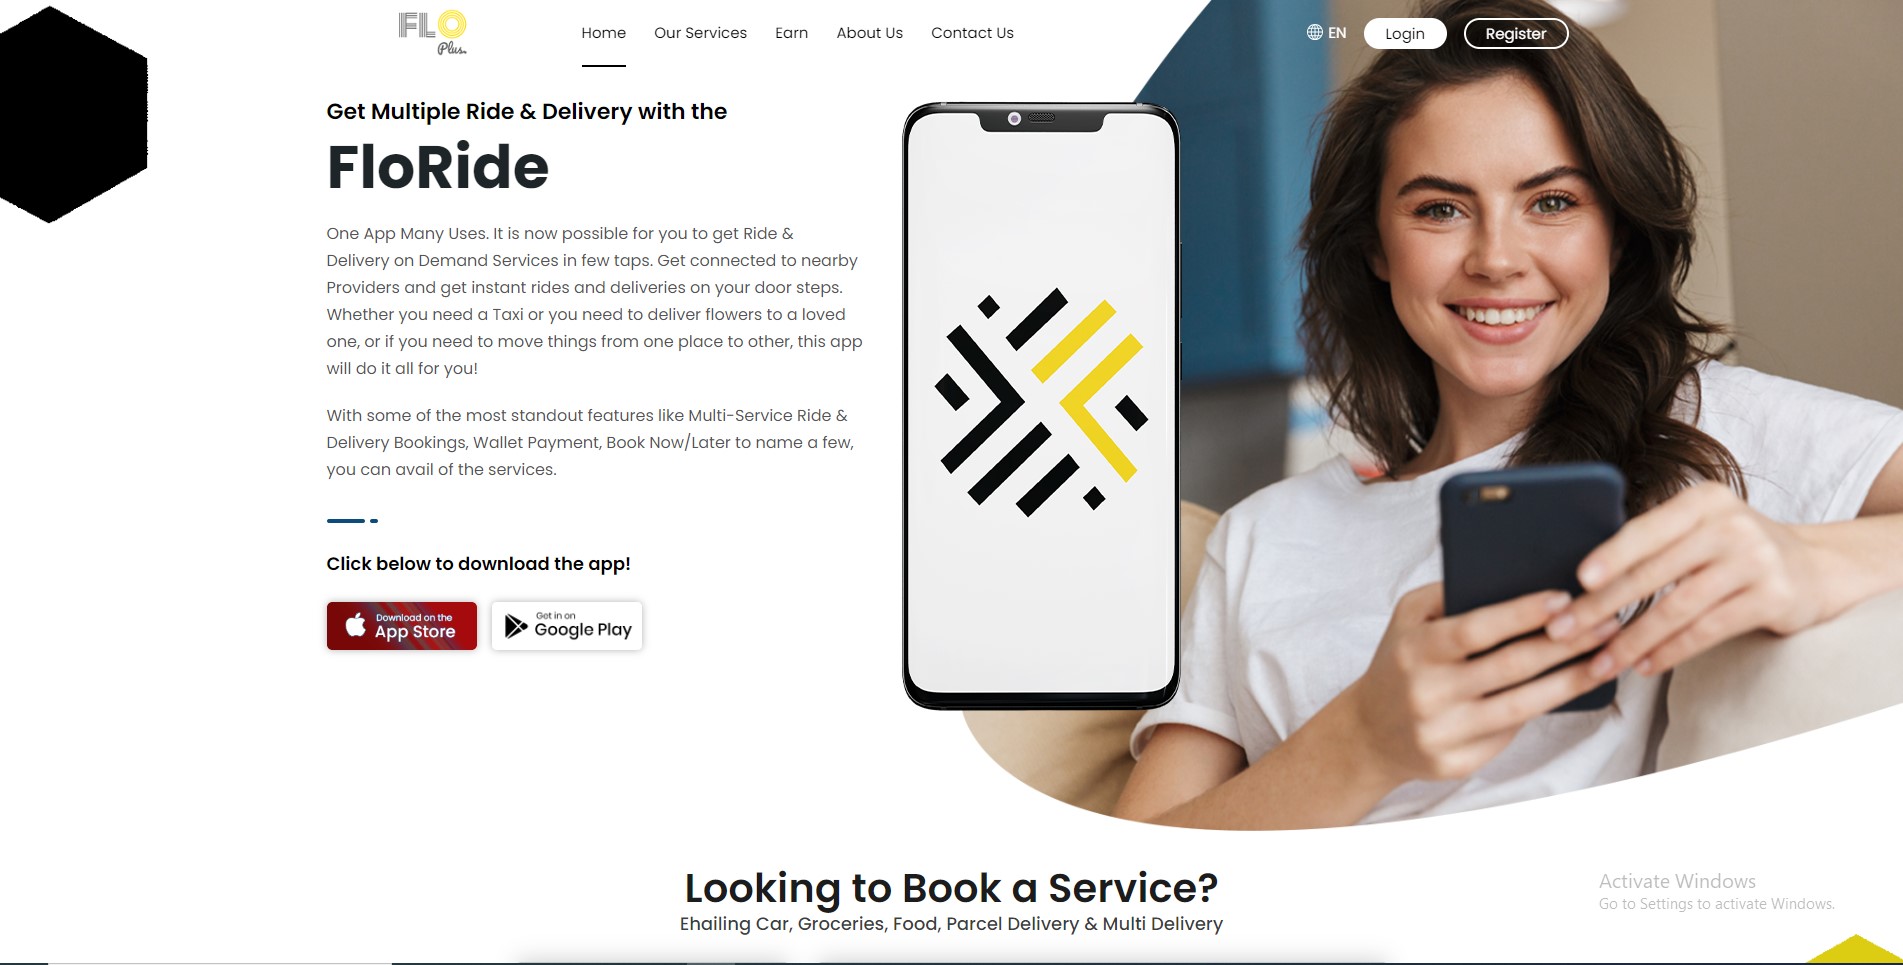 FLO
Plus.
Home
Our Services
Earn
About Us
Contact Us
EN
Login
Register
Get Multiple Ride & Delivery with the
FloRide
One App Many Uses. It is now possible for you to get Ride &
Delivery on Demand Services in few taps. Get connected to nearby
Providers and get instant rides and deliveries on your door steps.
Whether you need a Taxi or you need to deliver flowers to a loved
one, or if you need to move things from one place to other, this app
will do it all for you!
With some of the most standout features like Multi-Service Ride &
Delivery Bookings, Wallet Payment, Book Now/Later to name a few,
you can avail of the services.
Click below to download the app!
Download on the
App Store
Get in on
Google Play
Looking to Book a Service?
Ehailing Car, Groceries, Food, Parcel Delivery & Multi Delivery
Activate Windows
Go to Settings to activate Windows.